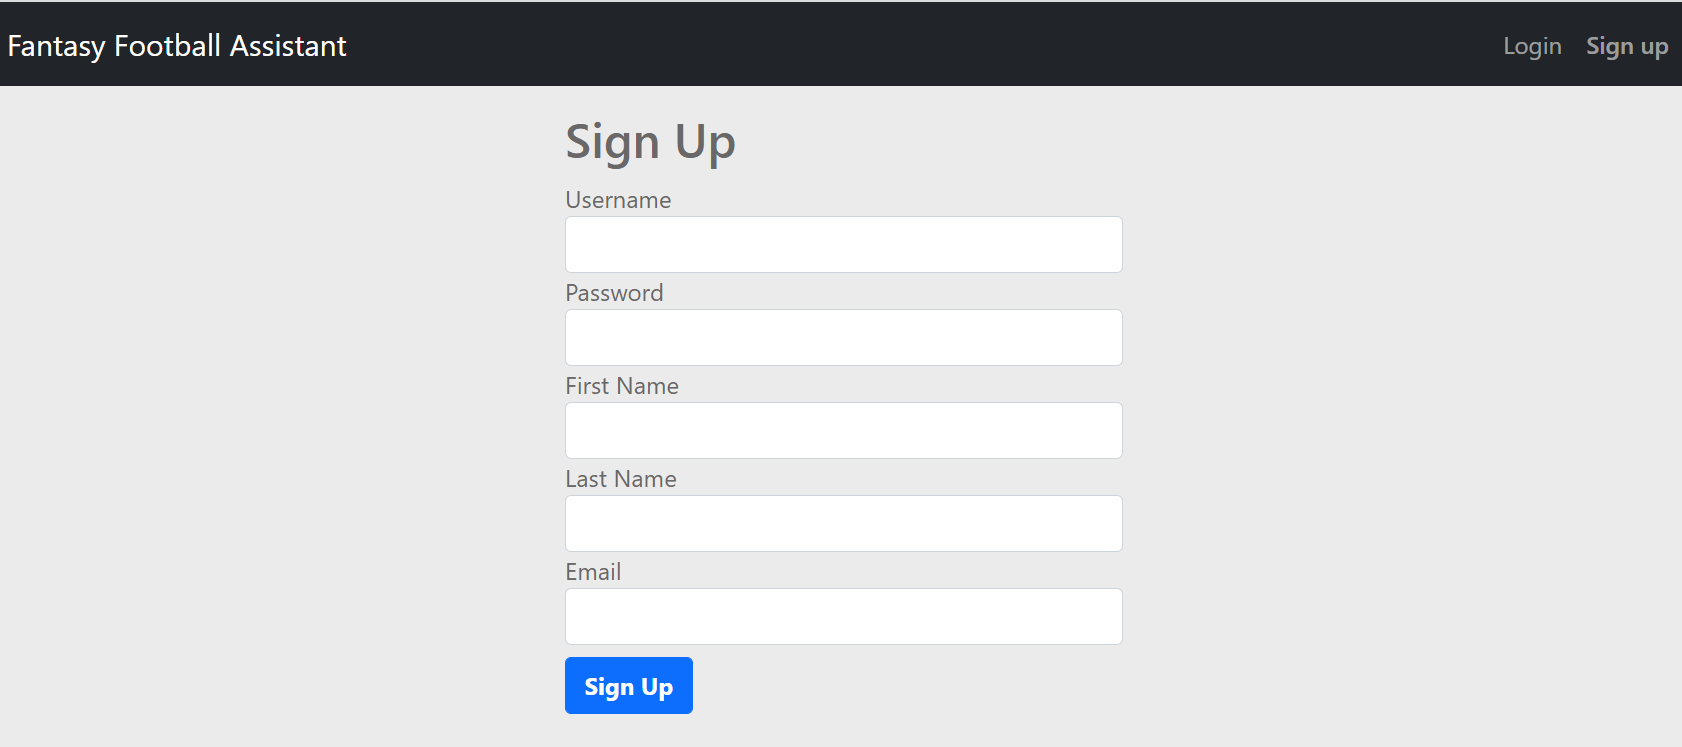 Fantasy Football Assistant
Login Sign up
Sign Up
Username
Password
First Name
Last Name
Email
Sign Up